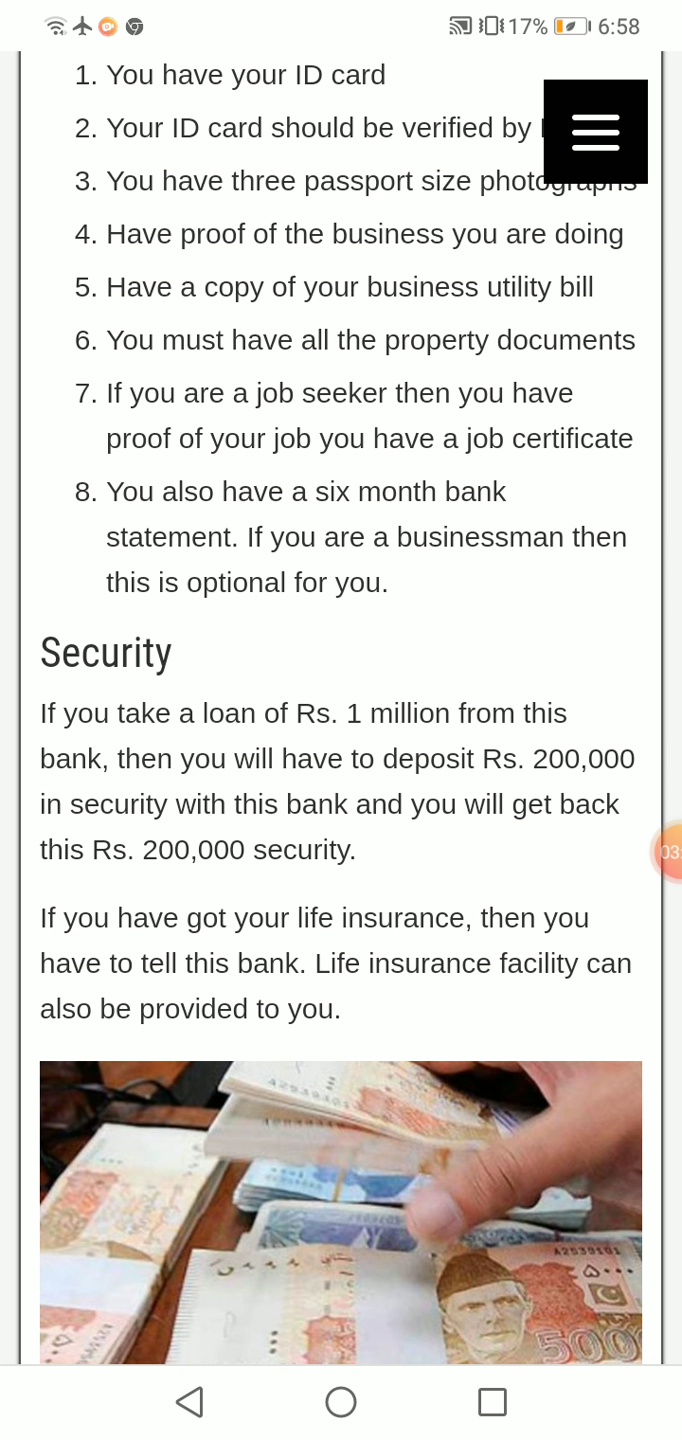 17% 6:58
1. You have your ID card
2. Your ID card should be verified by
3. You have three passport size photographs
4. Have proof of the business you are doing
5. Have a copy of your business utility bill
6. You must have all the property documents
7. If you are a job seeker then you have
proof of your job you have a job certificate
8. You also have a six month bank
statement. If you are a businessman then
this is optional for you.
Security
If you take a loan of Rs. 1 million from this
bank, then you will have to deposit Rs. 200,000
in security with this bank and you will get back
this Rs. 200,000 security.
03:
If you have got your life insurance, then you
have to tell this bank. Life insurance facility can
also be provided to you.
A2539101
5000